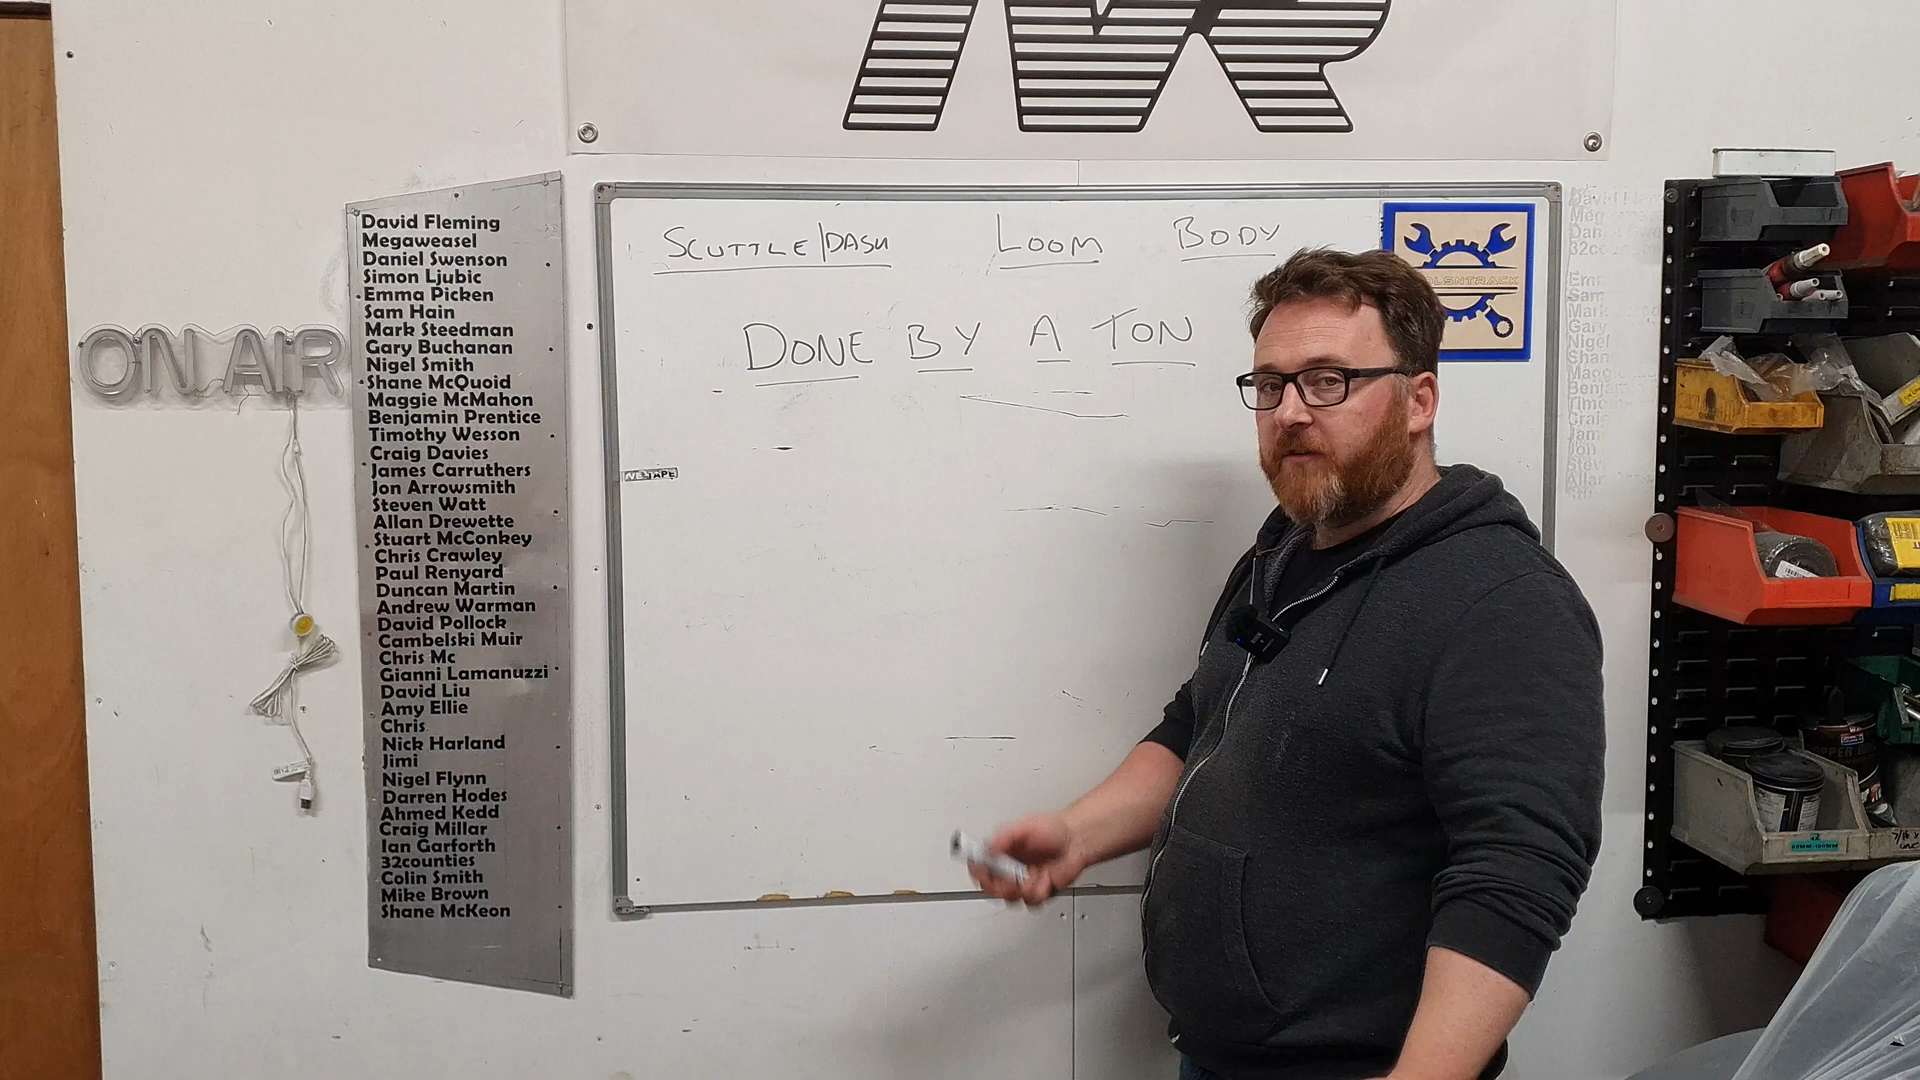 ON AIR
David Fleming
Megaweasel
Daniel Swenson
Simon Ljubic
Emma Picken
Sam Hain
Mark Steedman
Gary Buchanan
Nigel Smith
Shane McQuoid
Maggie McMahon
Benjamin Prentice
Timothy Wesson
Craig Davies
James Carruthers
Jon Arrowsmith
Steven Watt
Allan Drewette
Stuart McConkey
Chris Crawley
Paul Renyard
Duncan Martin
Andrew Warman
David Pollock
Cambelski Muir
Chris Mc
Gianni Lamanuzzi
David Liu
Amy Ellie
Chris
Nick Harland
Jimi
Nigel Flynn
Darren Hodes
Ahmed Kedd
Craig Millar
Ian Garforth
32counties
Colin Smith
Mike Brown
Shane McKeon
SCUTTLE/DASH LOOM BODY
DONE BY A TON